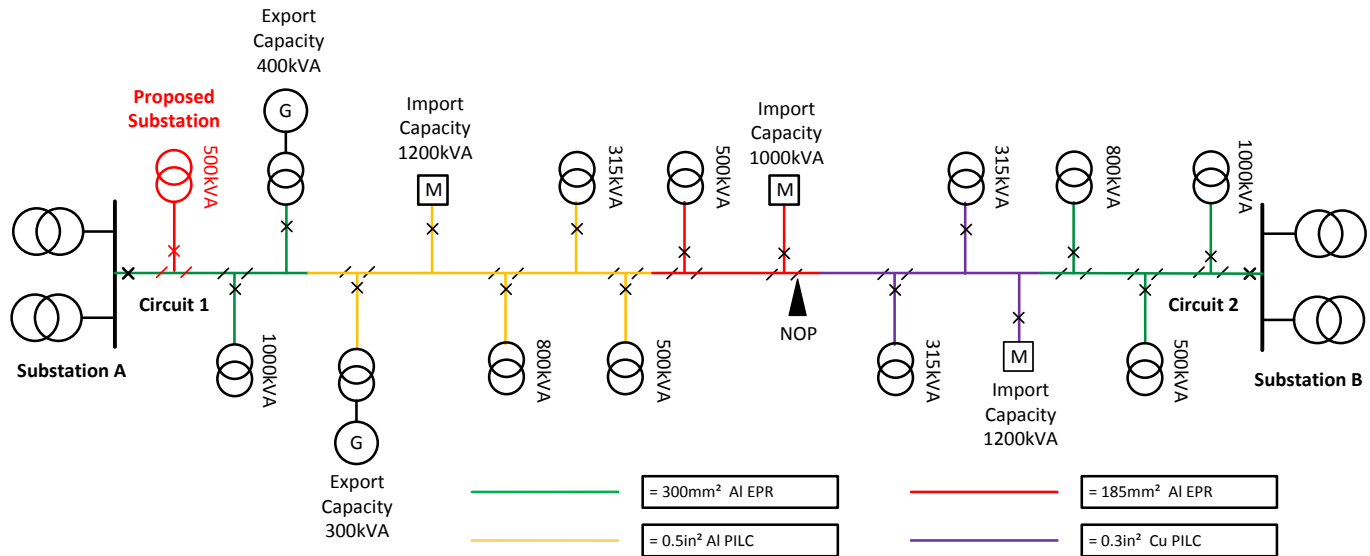 Export
Capacity
400kVA
G
Proposed
Substation
500kVA
Import
Capacity
1200kVA
M
315kVA
500kVA
Import
Capacity
1000kVA
M
315kVA
800kVA
1000kVA
Circuit 1
Circuit 2
Substation A
1000kVA
G
Export
Capacity
300kVA
800kVA
500kVA
NOP
315kVA
M
Import
Capacity
1200kVA
500kVA
Substation B
= 300mm² Al EPR
= 185mm² Al EPR
= 0.5in² Al PILC
= 0.3in² Cu PILC